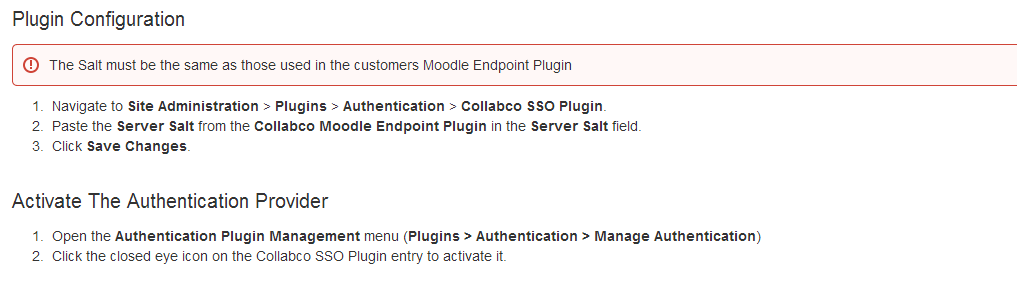 Plugin Configuration
The Salt must be the same as those used in the customers Moodle Endpoint Plugin
1. Navigate to Site Administration > Plugins > Authentication > Collabco SSO Plugin.
2. Paste the Server Salt from the Collabco Moodle Endpoint Plugin in the Server Salt field.
3. Click Save Changes.
Activate The Authentication Provider
1. Open the Authentication Plugin Management menu (Plugins > Authentication > Manage Authentication)
2. Click the closed eye icon on the Collabco SSO Plugin entry to activate it.